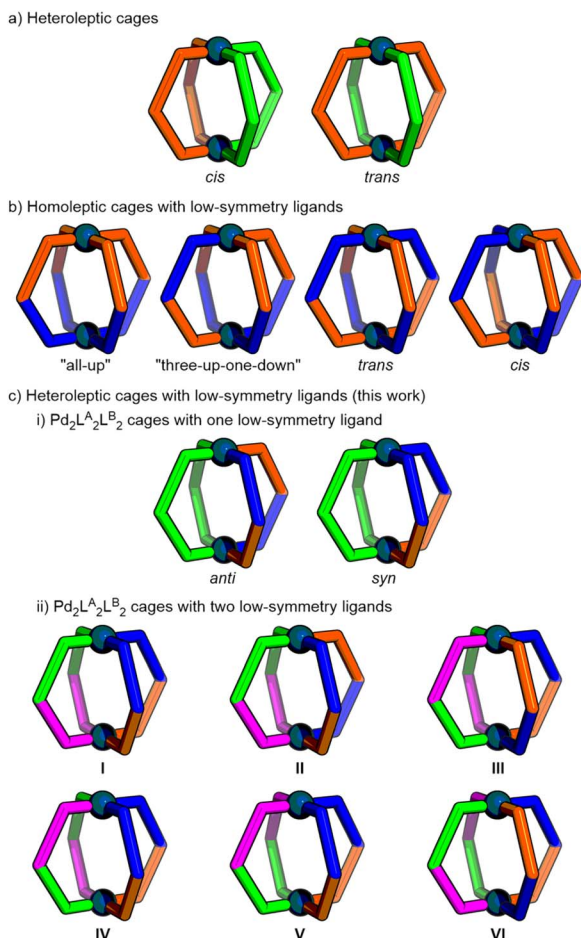 a) Heteroleptic cages
cis trans
b) Homoleptic cages with low-symmetry ligands
"all-up" "three-up-one-down" trans cis
c) Heteroleptic cages with low-symmetry ligands (this work)
i) Pd₂Lᴬ₂Lᴮ₂ cages with one low-symmetry ligand
anti syn
ii) Pd₂Lᴬ₂Lᴮ₂ cages with two low-symmetry ligands
I II III
IV V VI